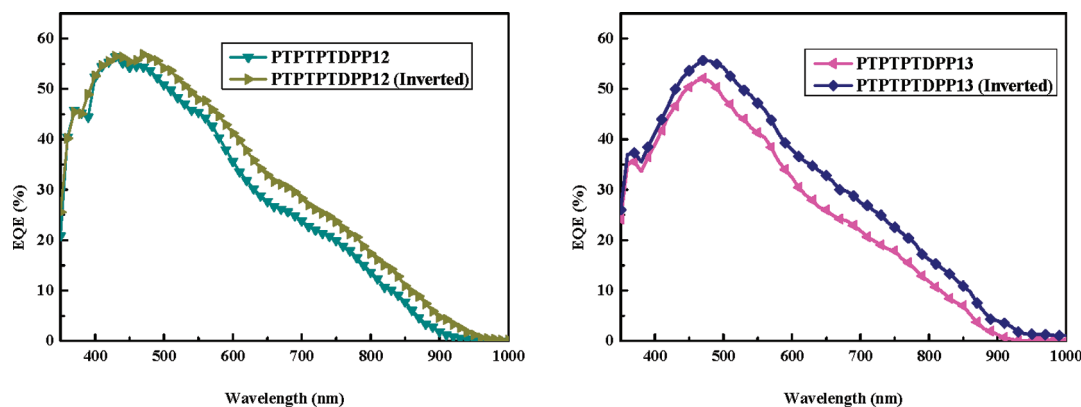 60
50
40
30
20
10
0
EQE (%)
PTPTPTDPP12
PTPTPTDPP12 (Inverted)
400 500 600 700 800 900 1000
Wavelength (nm)
60
50
40
30
20
10
0
EQE (%)
PTPTPTDPP13
PTPTPTDPP13 (Inverted)
400 500 600 700 800 900 1000
Wavelength (nm)